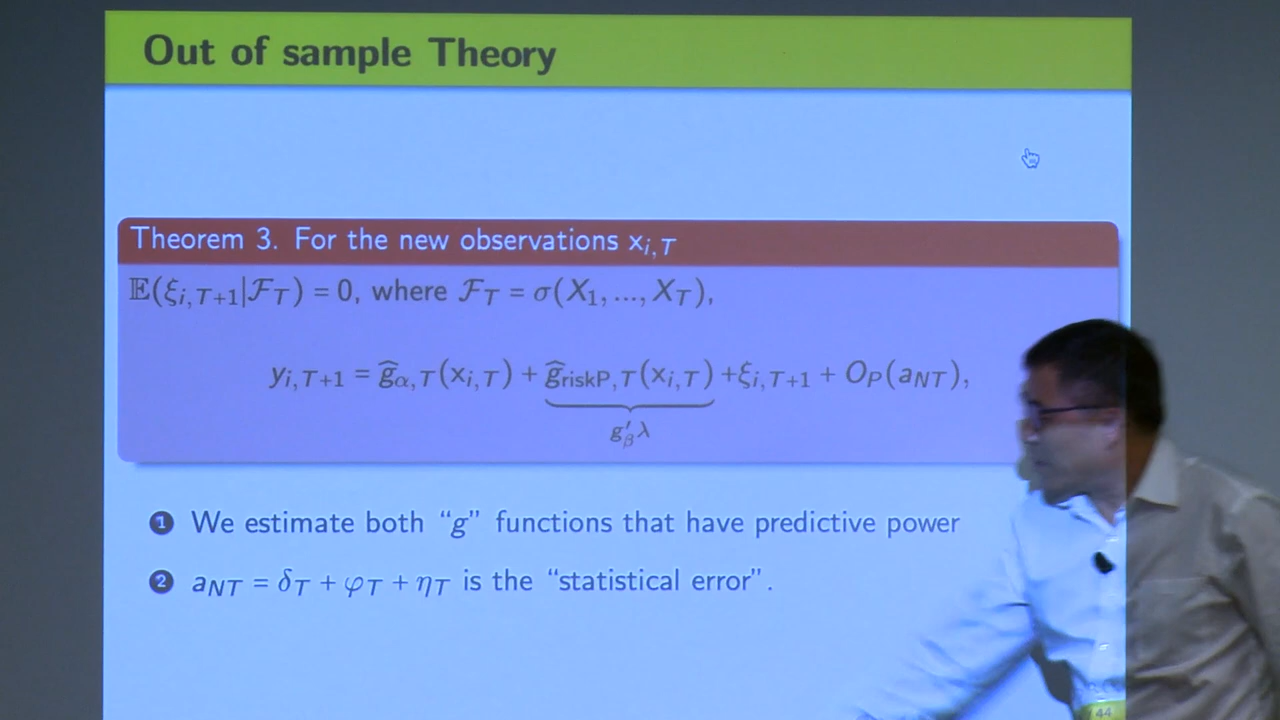 Out of sample Theory
Theorem 3. For the new observations x_{i,T}
𝔼(ξ_{i,T+1}|ℱ_T) = 0, where ℱ_T = σ(X_1, ..., X_T),
y_{i,T+1} = ĝ_{α,T}(x_{i,T}) + ĝ_{riskP,T}(x_{i,T}) +ξ_{i,T+1} + O_P(a_{NT}),
g′_β λ
1 We estimate both “g” functions that have predictive power
2 a_{NT} = δ_T + φ_T + η_T is the “statistical error”.
44